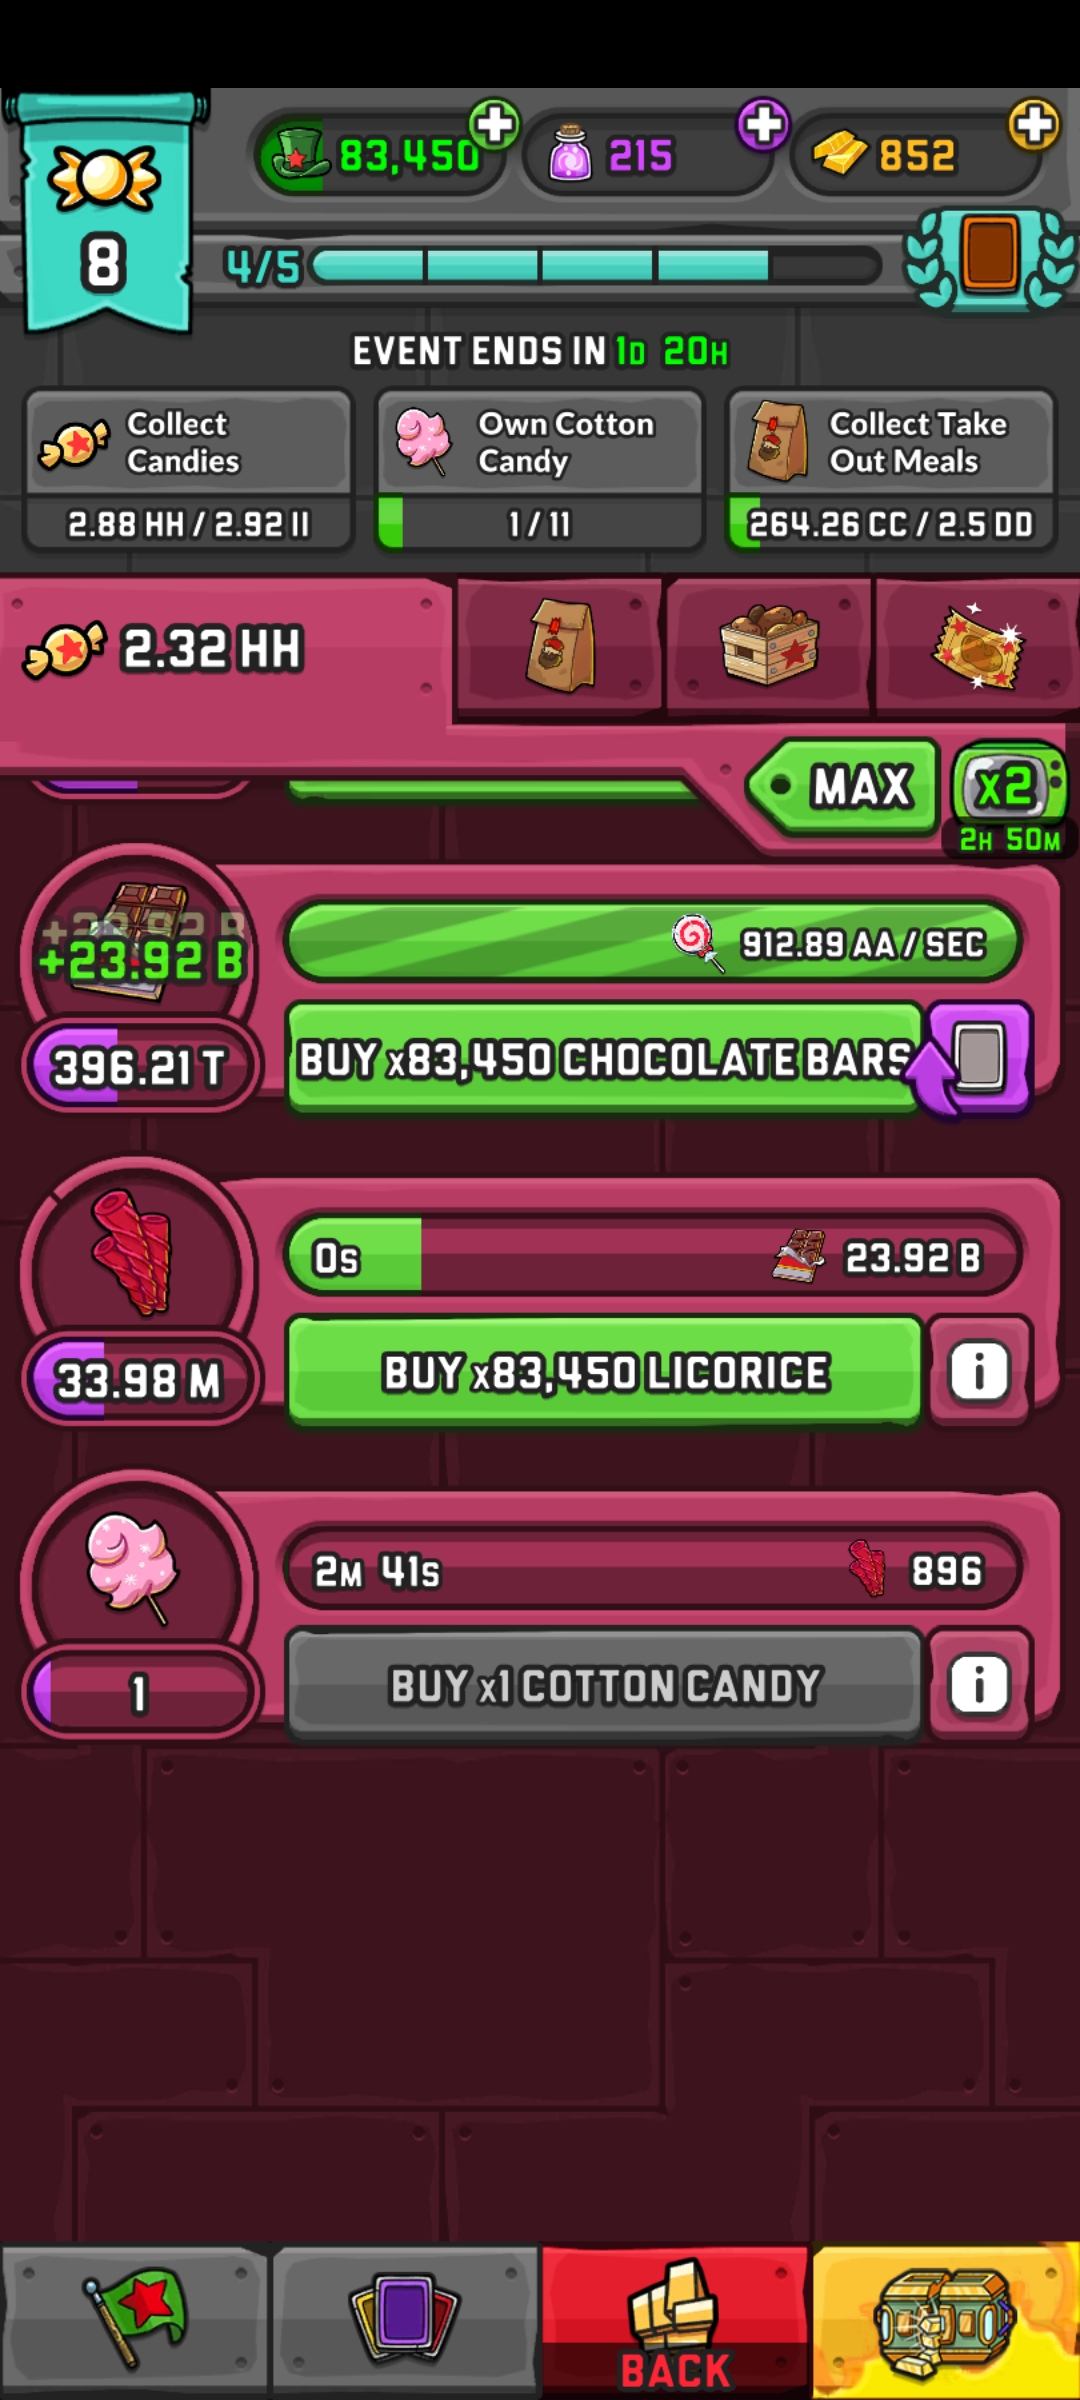 83,450
215
852
8
4/5
EVENT ENDS IN 1D 20H
Collect
Candies
2.88 HH / 2.92 II
Own Cotton
Candy
1 / 11
Collect Take
Out Meals
264.26 CC / 2.5 DD
2.32 HH
MAX
x2
2H 50M
+23.92 B
+23.92 B
912.89 AA / SEC
396.21 T
BUY x83,450 CHOCOLATE BARS
0S
23.92 B
33.98 M
BUY x83,450 LICORICE
i
2M 41S
896
1
BUY x1 COTTON CANDY
i
BACK